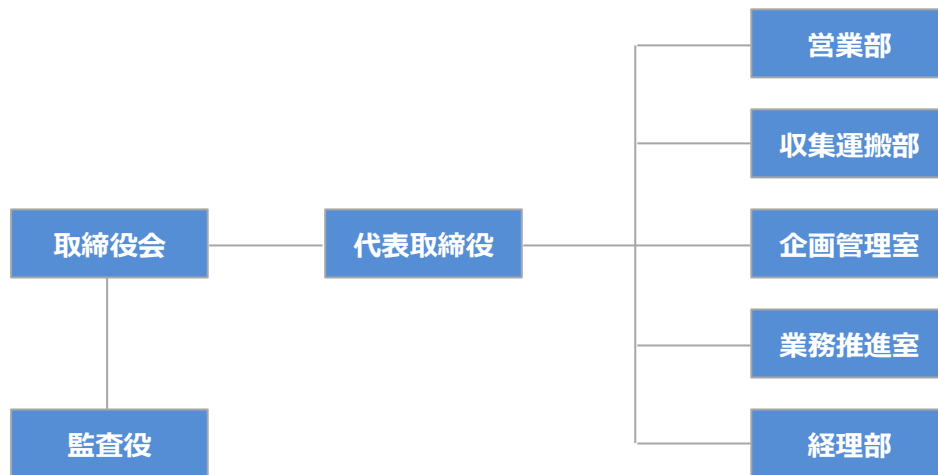 営業部
収集運搬部
取締役会
代表取締役
企画管理室
業務推進室
監査役
経理部